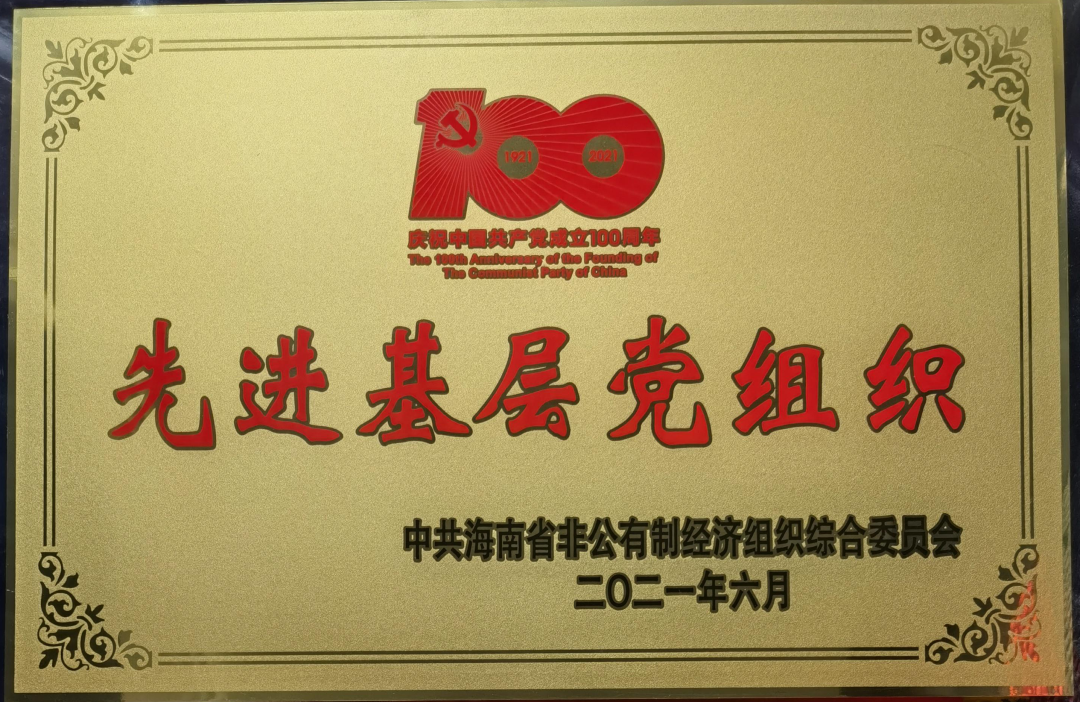 100
1921 2021
庆祝中国共产党成立100周年
The 100th Anniversary of the Founding of
The Communist Party of China
先进基层党组织
中共海南省非公有制经济组织综合委员会
二〇二一年六月